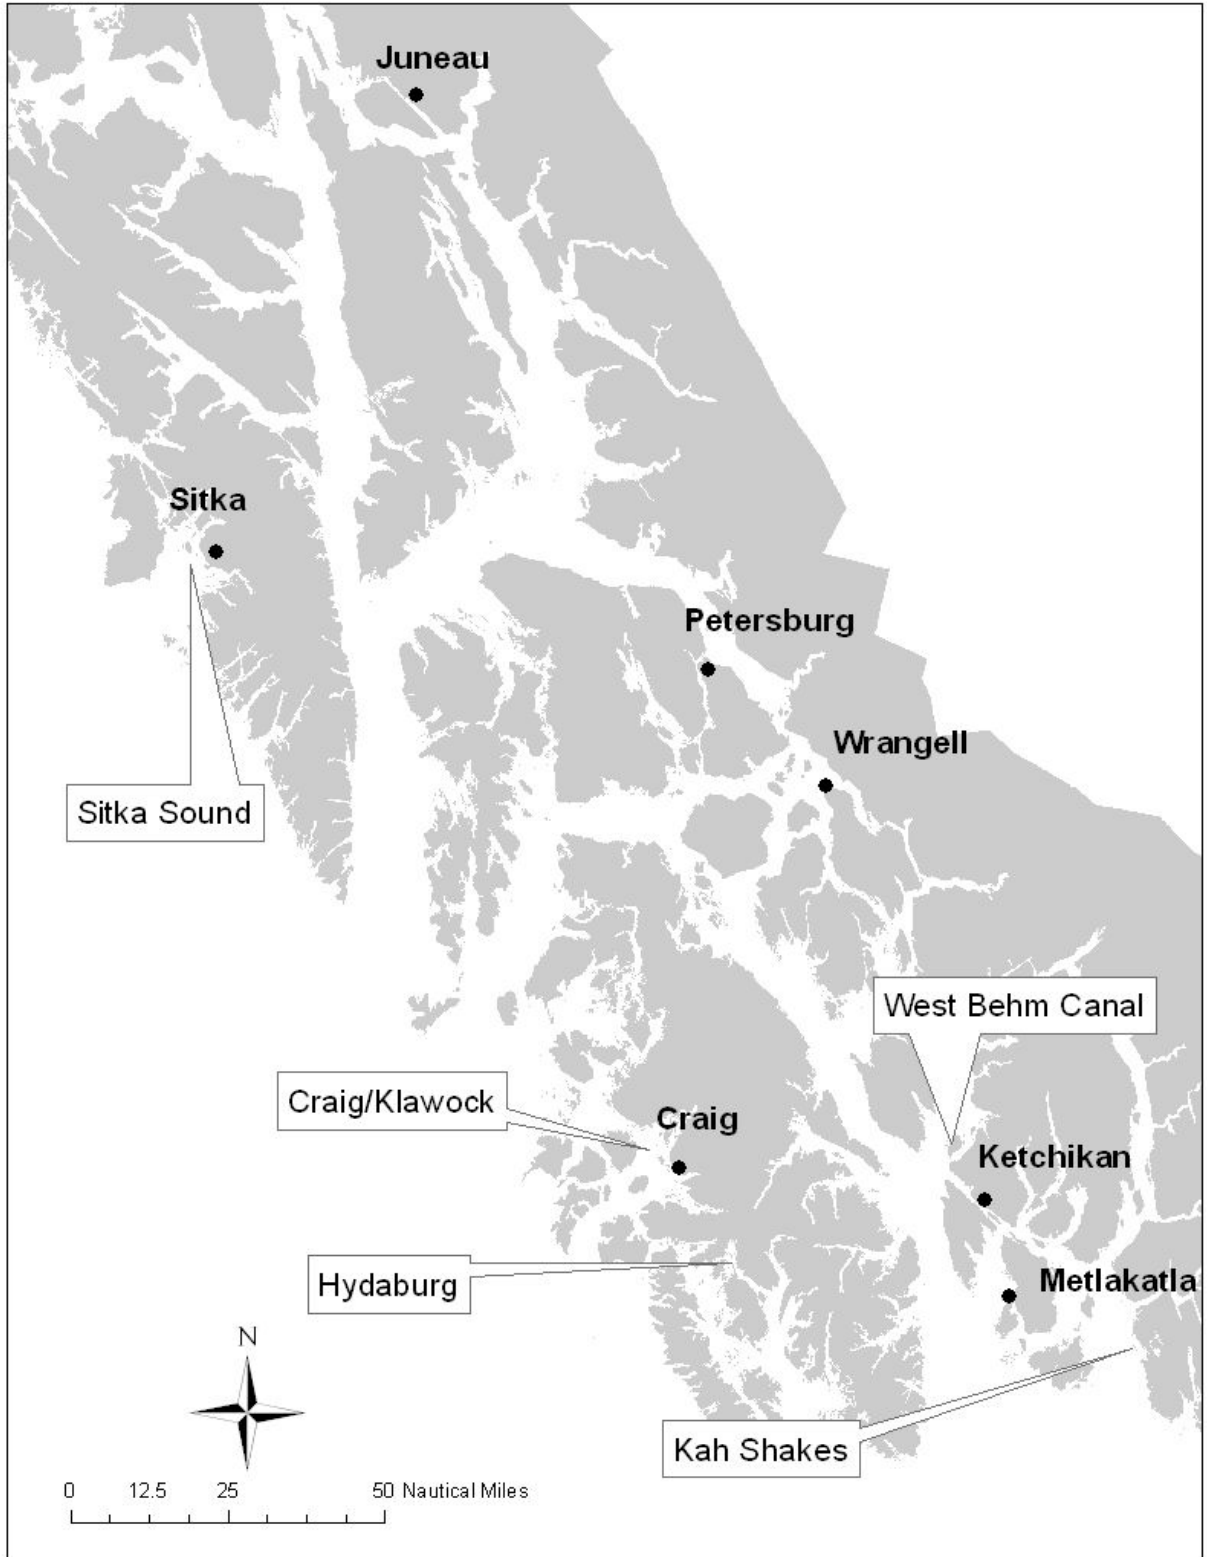 Juneau
Sitka
Petersburg
Wrangell
Sitka Sound
West Behm Canal
Craig/Klawock
Craig
Ketchikan
Hydaburg
Metlakatla
N
Kah Shakes
0 12.5 25 50 Nautical Miles